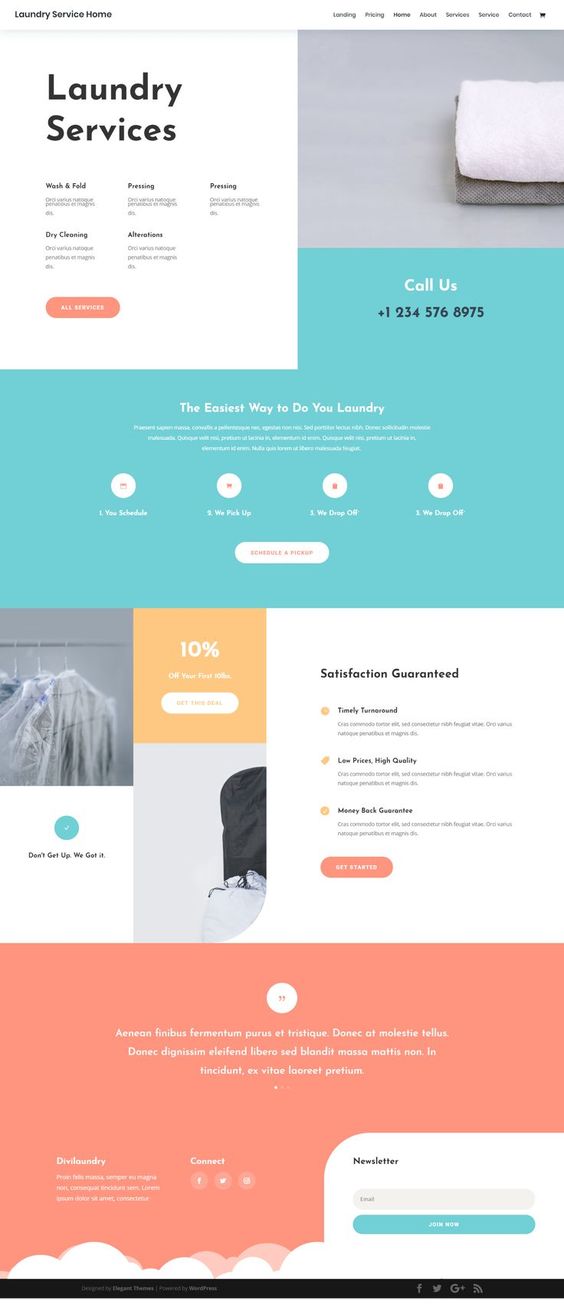 Laundry Service Home
Landing Pricing Home About Services Service Contact
Laundry
Services
Wash & Fold
Orci varius natoque
penatibus et magnis
dis.
Pressing
Orci varius natoque
penatibus et magnis
dis.
Pressing
Orci varius natoque
penatibus et magnis
dis.
Dry Cleaning
Orci varius natoque
penatibus et magnis
dis.
Alterations
Orci varius natoque
penatibus et magnis
dis.
ALL SERVICES
Call Us
+1 234 576 8975
The Easiest Way to Do You Laundry
Praesent sapien massa, convallis a pellentesque nec, egestas non nisi. Sed porttitor lectus nibh. Donec sollicitudin molestie
malesuada. Quisque velit nisi, pretium ut lacinia in, elementum id enim. Quisque velit nisi, pretium ut lacinia in,
elementum id enim. Nulla quis lorem ut libero malesuada feugiat.
1. You Schedule
2. We Pick Up
3. We Drop Off`
3. We Drop Off`
SCHEDULE A PICKUP
10%
Off Your First 10lbs.
GET THIS DEAL
Don't Get Up. We Got it.
Satisfaction Guaranteed
Timely Turnaround
Cras commodo tortor elit, sed consectetur nibh feugiat vitae. Orci varius
natoque penatibus et magnis dis.
Low Prices, High Quality
Cras commodo tortor elit, sed consectetur nibh feugiat vitae. Orci varius
natoque penatibus et magnis dis.
Money Back Guarantee
Cras commodo tortor elit, sed consectetur nibh feugiat vitae. Orci varius
natoque penatibus et magnis dis.
GET STARTED
Aenean finibus fermentum purus et tristique. Donec at molestie tellus.
Donec dignissim eleifend libero sed blandit massa mattis non. In
tincidunt, ex vitae laoreet pretium.
Divilaundry
Proin felis massa, semper eu magna
non, consequat tincidunt sem. Lorem
ipsum dolor sit amet, consectetur
Connect
Newsletter
Email
JOIN NOW
Designed by Elegant Themes | Powered by WordPress